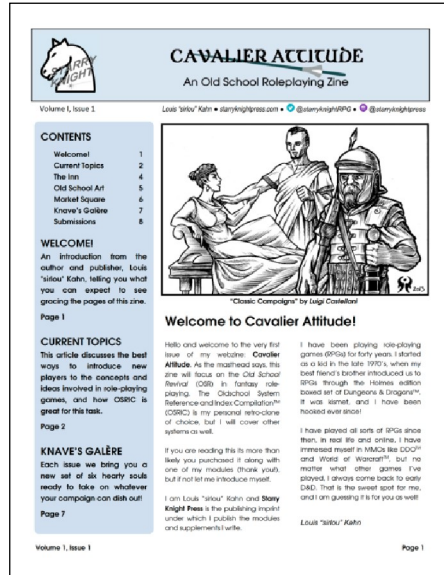 STARRY
KNIGHT
CAVALIER ATTITUDE
An Old School Roleplaying Zine
Volume I, Issue 1
Louis "sirlou" Kahn • starryknightpress.com • @starryknightRPG • @starryknightpress
CONTENTS
Welcome! 1
Current Topics 2
The Inn 4
Old School Art 5
Market Square 6
Knave's Galère 7
Submissions 8
WELCOME!
An introduction from the
author and publisher, Louis
"sirlou" Kahn, telling you what
you can expect to see
gracing the pages of this zine.
Page 1
CURRENT TOPICS
This article discusses the best
ways to introduce new
players to the concepts and
ideas involved in role-playing
games, and how OSRIC is
great for this task.
Page 2
KNAVE'S GALÈRE
Each issue we bring you a
new set of six hearty souls
ready to take on whatever
your campaign can dish out!
Page 7
2013
"Classic Campaigns" by Luigi Castellani
Welcome to Cavalier Attitude!
Hello and welcome to the very first
issue of my webzine: Cavalier
Attitude. As the masthead says, this
zine will focus on the Old School
Revival (OSR) in fantasy role-
playing. The Oldschool System
Reference and Index Compilation™
(OSRIC) is my personal retro-clone
of choice, but I will cover other
systems as well.
If you are reading this its more than
likely you purchased it along with
one of my modules (thank you!),
but if not let me introduce myself.
I am Louis "sirlou" Kahn and Starry
Knight Press is the publishing imprint
under which I publish the modules
and supplements I write.
I have been playing role-playing
games (RPGs) for forty years. I started
as a kid in the late 1970's, when my
best friend's brother introduced us to
RPGs through the Holmes edition
boxed set of Dungeons & Dragons™.
It was kismet, and I have been
hooked ever since!
I have played all sorts of RPGs since
then, in real life and online. I have
immersed myself in MMOs like DDO™
and World of Warcraft™, but no
matter what other games I've
played, I always come back to early
D&D. That is the sweet spot for me,
and I am guessing it is for you as well!
Louis "sirlou" Kahn
Volume 1, Issue 1
Page 1